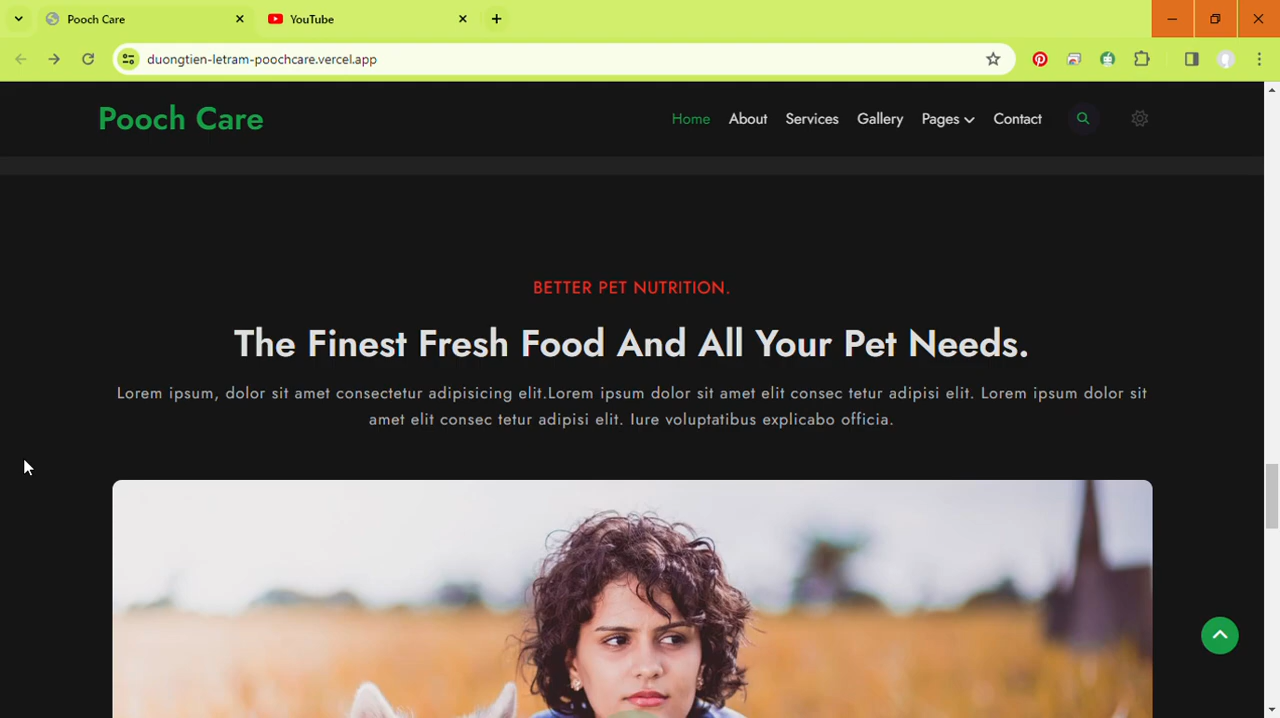 Pooch Care
YouTube
duongtien-letram-poochcare.vercel.app
Pooch Care
Home
About
Services
Gallery
Pages
Contact
BETTER PET NUTRITION.
The Finest Fresh Food And All Your Pet Needs.
Lorem ipsum, dolor sit amet consectetur adipisicing elit.Lorem ipsum dolor sit amet elit consec tetur adipisi elit. Lorem ipsum dolor sit
amet elit consec tetur adipisi elit. Iure voluptatibus explicabo officia.